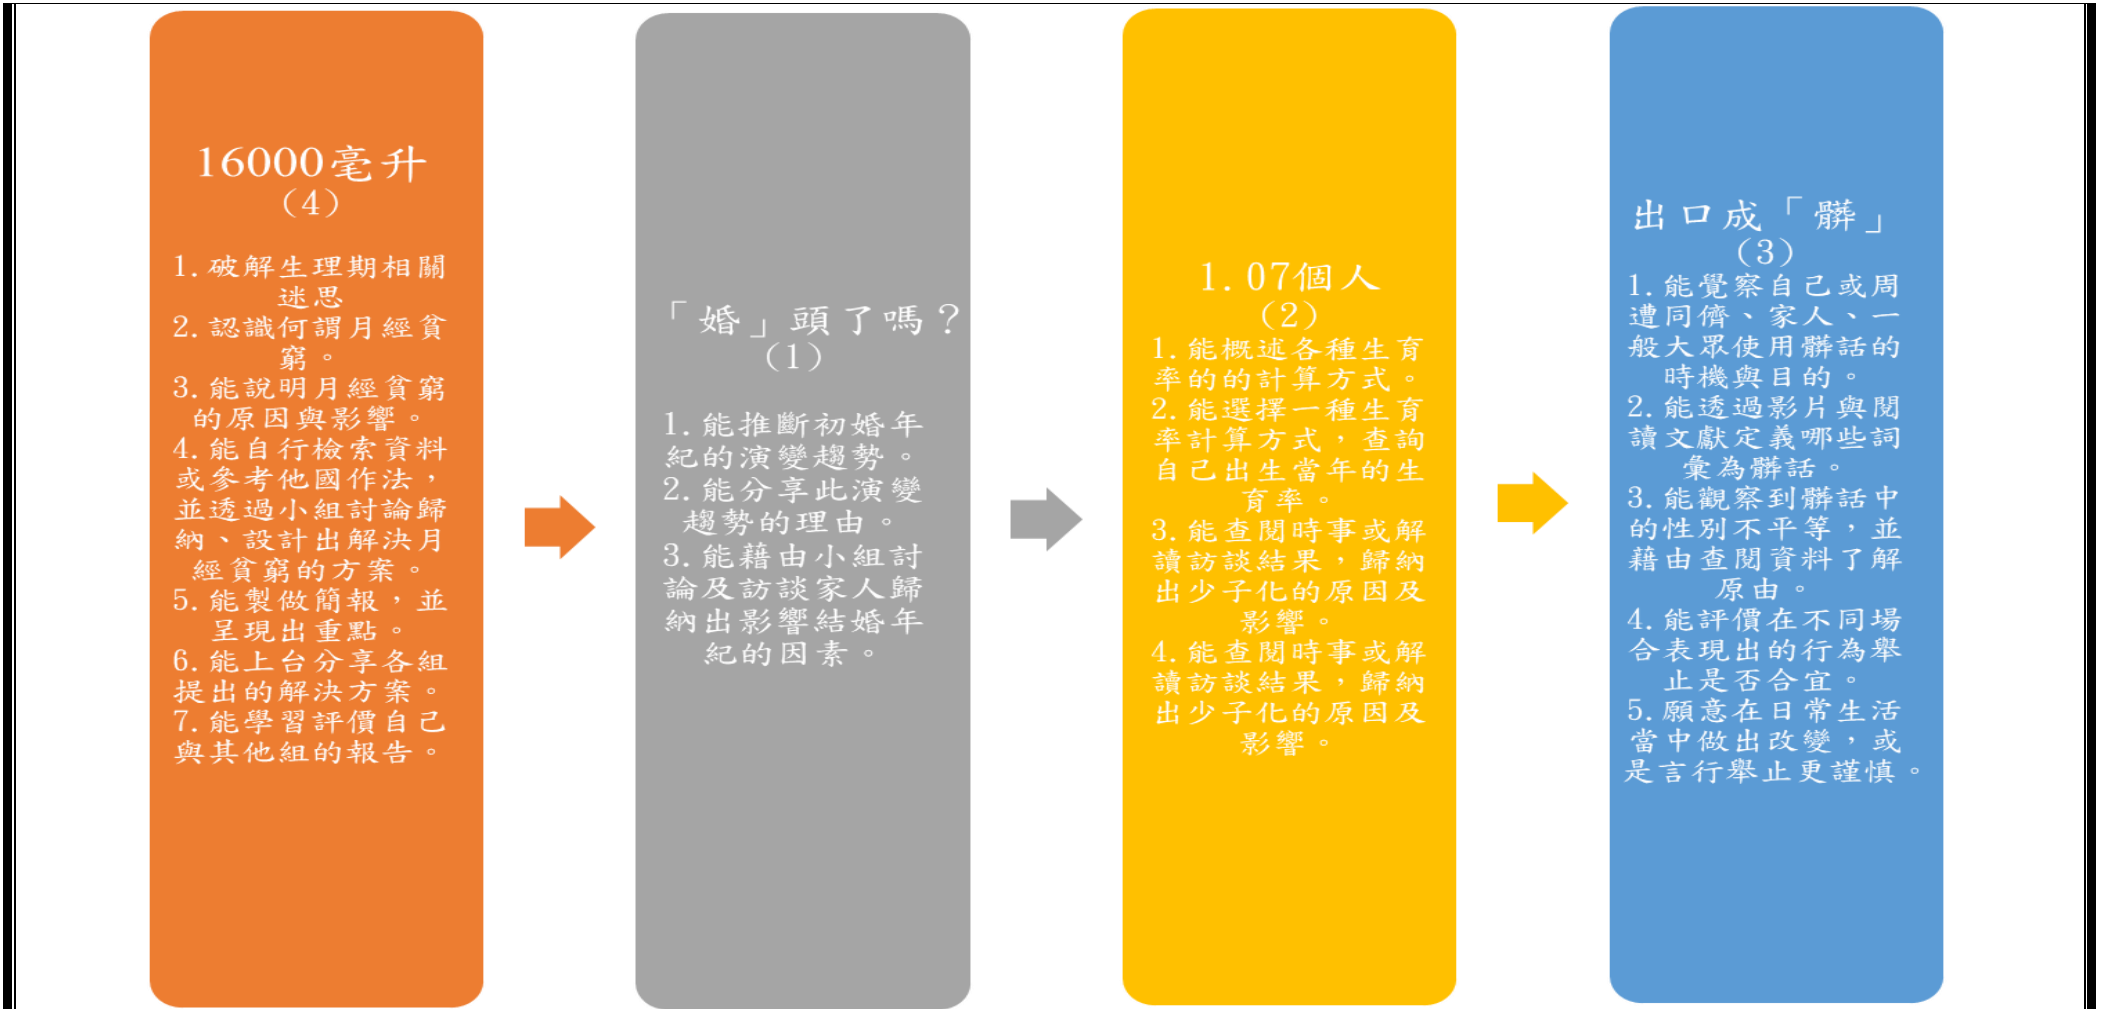 16000毫升
(4)
1.破解生理期相關
迷思
2.認識何謂月經貧
窮。
3.能說明月經貧窮
的原因與影響。
4.能自行檢索資料
或參考他國作法，
並透過小組討論歸
納、設計出解決月
經貧窮的方案。
5.能製做簡報，並
呈現出重點。
6.能上台分享各組
提出的解決方案。
7.能學習評價自己
與其他組的報告。
「婚」頭了嗎？
(1)
1.能推斷初婚年
紀的演變趨勢。
2.能分享此演變
趨勢的理由。
3.能藉由小組討
論及訪談家人歸
納出影響結婚年
紀的因素。
1.07個人
(2)
1.能概述各種生育
率的的計算方式。
2.能選擇一種生育
率計算方式，查詢
自己出生當年的生
育率。
3.能查閱時事或解
讀訪談結果，歸納
出少子化的原因及
影響。
4.能查閱時事或解
讀訪談結果，歸納
出少子化的原因及
影響。
出口成「髒」
(3)
1.能覺察自己或周
遭同儕、家人、一
般大眾使用髒話的
時機與目的。
2.能透過影片與閱
讀文獻定義哪些詞
彙為髒話。
3.能觀察到髒話中
的性別不平等，並
藉由查閱資料了解
原由。
4.能評價在不同場
合表現出的行為舉
止是否合宜。
5.願意在日常生活
當中做出改變，或
是言行舉止更謹慎。